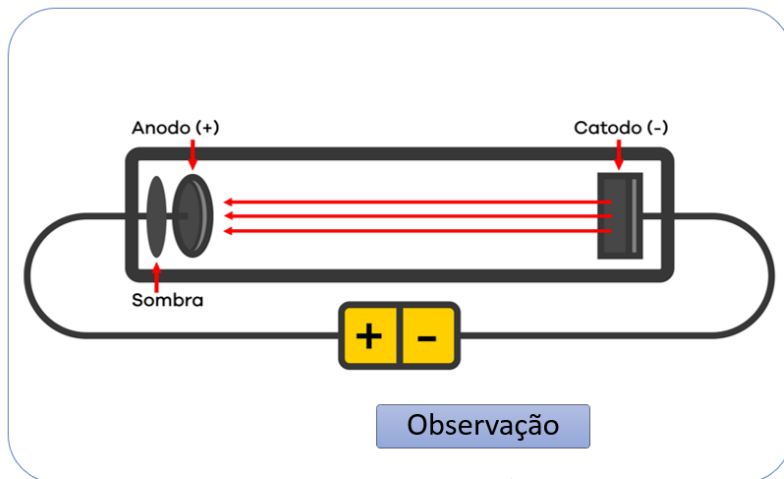 Anodo (+)
Catodo (-)
Sombra
+ -
Observação